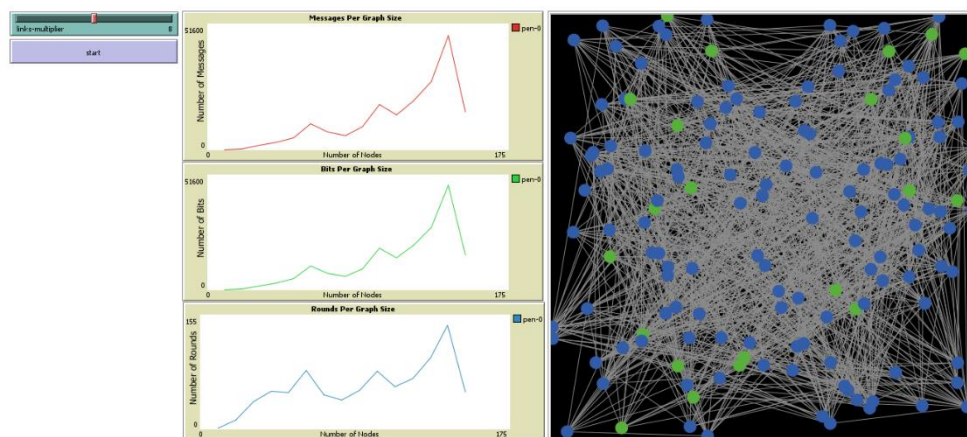 links-multiplier 8
start
Messages Per Graph Size
51600
Number of Messages
0
0 Number of Nodes 175
pen-0
Bits Per Graph Size
51600
Number of Bits
0
0 Number of Nodes 175
pen-0
Rounds Per Graph Size
155
Number of Rounds
0
0 Number of Nodes 175
pen-0